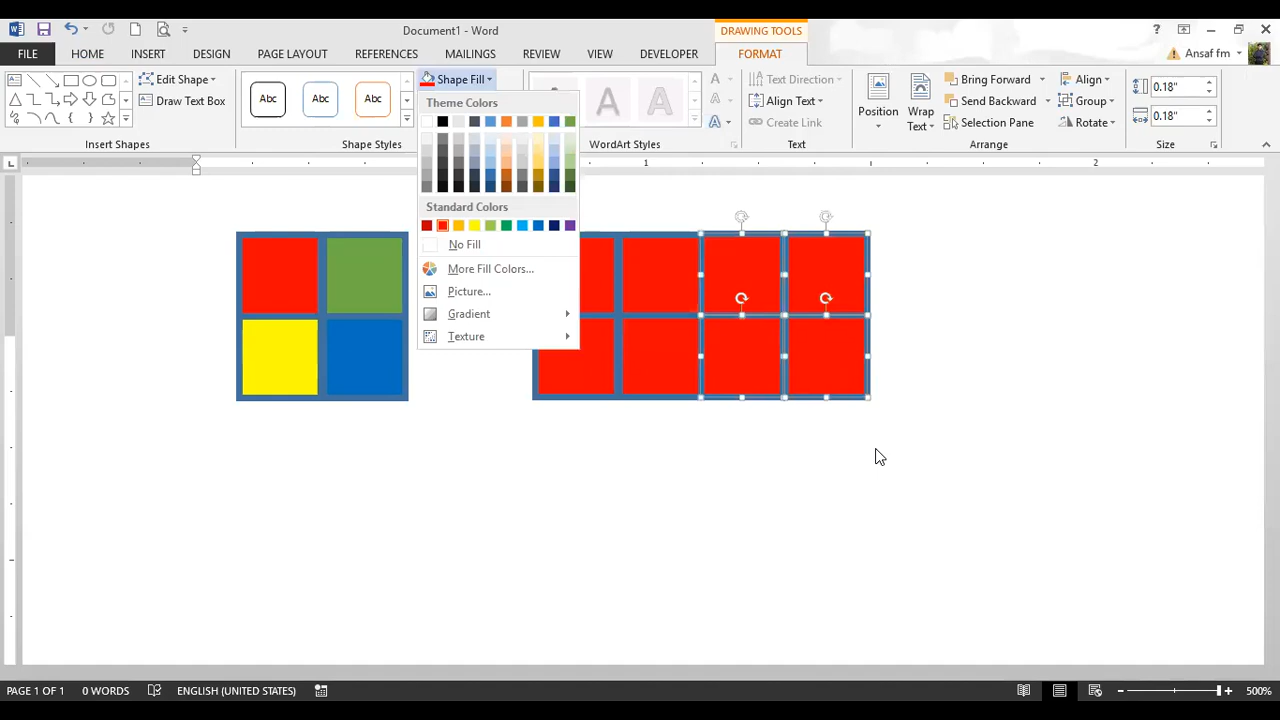 Document1 - Word
DRAWING TOOLS
?
FILE
HOME
INSERT
DESIGN
PAGE LAYOUT
REFERENCES
MAILINGS
REVIEW
VIEW
DEVELOPER
FORMAT
Ansaf fm
Edit Shape
Draw Text Box
Insert Shapes
Abc
Abc
Abc
Shape Styles
Shape Fill
Theme Colors
Standard Colors
No Fill
More Fill Colors...
Picture...
Gradient
Texture
A
A
A
A
A
WordArt Styles
Text Direction
Align Text
Create Link
Text
Position
Wrap
Text
Bring Forward
Send Backward
Selection Pane
Align
Group
Rotate
Arrange
0.18"
0.18"
Size
L
1
2
PAGE 1 OF 1
0 WORDS
ENGLISH (UNITED STATES)
500%